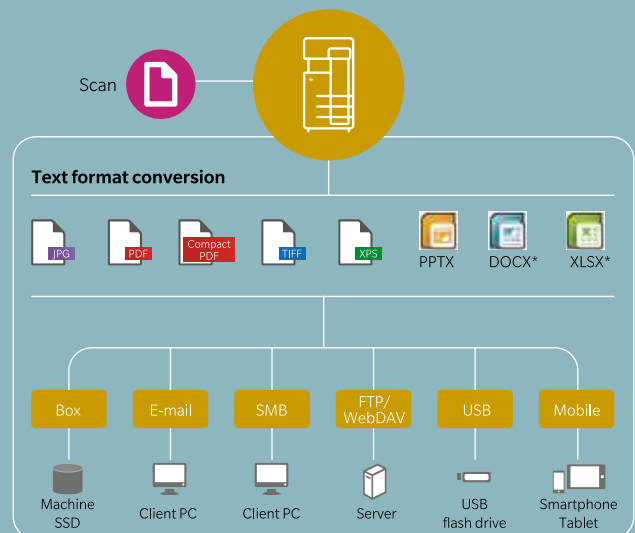 Scan
Text format conversion
JPG
PDF
Compact
PDF
TIFF
XPS
PPTX
DOCX*
XLSX*
Box
E-mail
SMB
FTP/
WebDAV
USB
Mobile
Machine
SSD
Client PC
Client PC
Server
USB
flash drive
Smartphone
Tablet